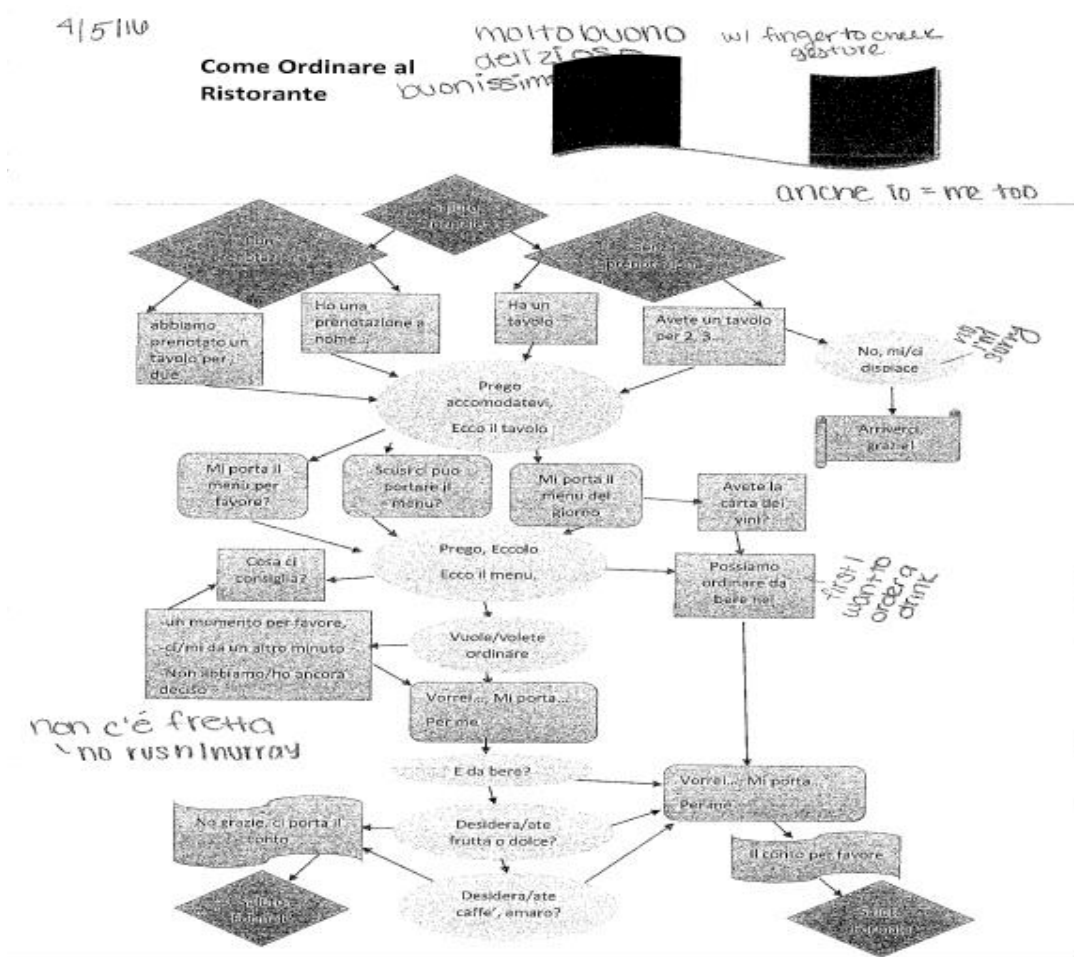 4/5/16
molto buono
delizioso
buonissim
w/ finger to cheek
gesture
Come Ordinare al
Ristorante
anche io = me too
abbiamo
prenotato un
tavolo per
due
Ho una
prenotazione a
nome...
Ha un
tavolo
Avete un tavolo
per 2, 3...
No, mi/ci
dispiace
no
i'm
sorry
Prego
accomodatevi,
Ecco il tavolo
Arriverci,
grazie!
Mi porta il
menu per
favore?
Scusi ci puo
portare il
menu?
Mi porta il
menu del
giorno
Avete la
carta dei
vini?
Prego, Eccolo
Ecco il menu,
Cosa ci
consiglia?
Possiamo
ordinare da
bere
first I
want to
order a
drink
-un momento per favore,
-ci/mi da un altro minuto
-Non abbiamo/ho ancora
deciso
Vuole/volete
ordinare
Vorrei..., Mi porta...
Per me
non c'é fretta
no rush/hurray
E da bere?
Vorrei..., Mi porta...
Per me
No grazie, ci porta il
conto
Desidera/ate
frutta o dolce?
Il conto per favore
Desidera/ate
caffe', amaro?